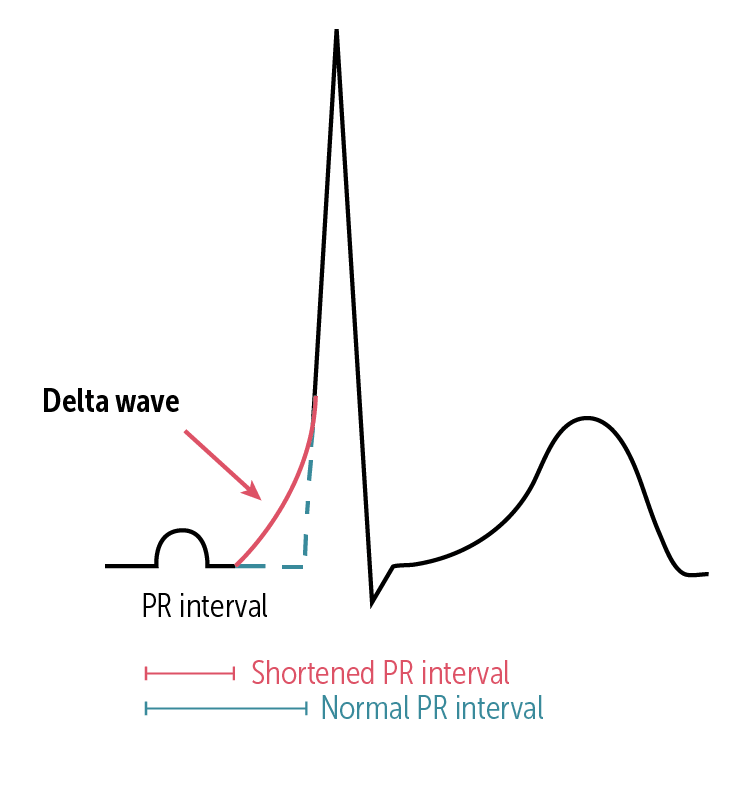 Delta wave
PR interval
Shortened PR interval
Normal PR interval